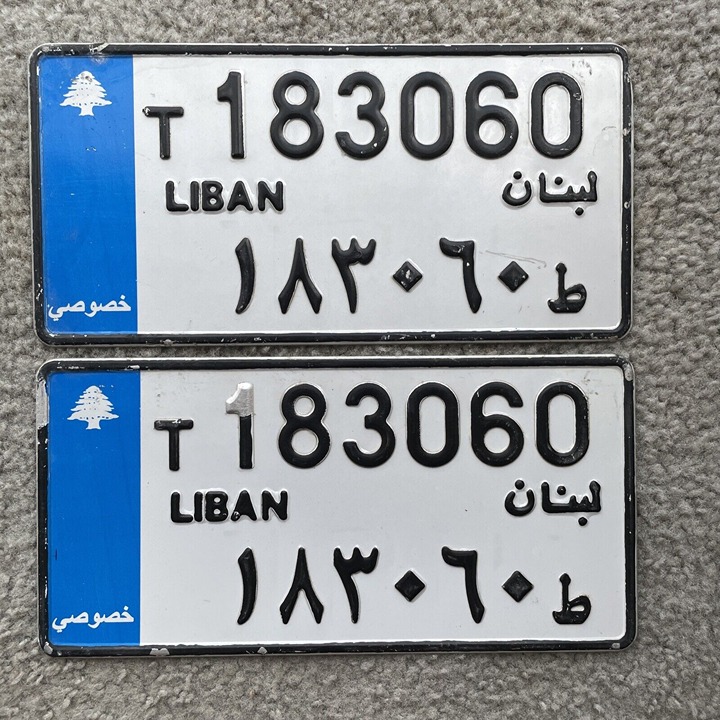 T 183060
LIBAN لبنان
١٨٣٠٦٠ ط
خصوصي
T 183060
LIBAN لبنان
١٨٣٠٦٠ ط
خصوصي